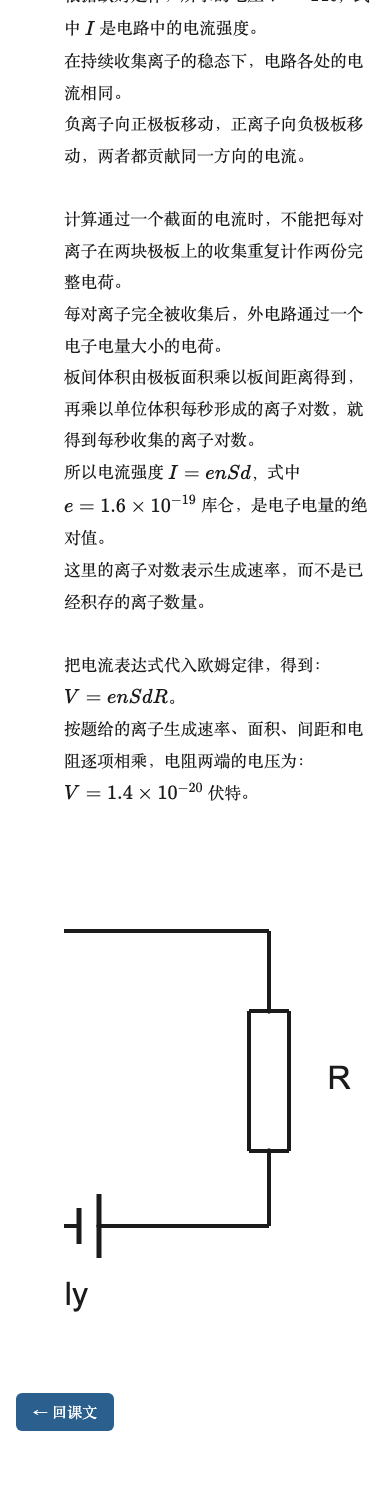 中 I 是电路中的电流强度。
在持续收集离子的稳态下，电路各处的电
流相同。
负离子向正极板移动，正离子向负极板移
动，两者都贡献同一方向的电流。
计算通过一个截面的电流时，不能把每对
离子在两块极板上的收集重复计作两份完
整电荷。
每对离子完全被收集后，外电路通过一个
电子电量大小的电荷。
板间体积由极板面积乘以板间距离得到，
再乘以单位体积每秒形成的离子对数，就
得到每秒收集的离子对数。
所以电流强度 I = enSd，式中
e = 1.6 × 10⁻¹⁹ 库仑，是电子电量的绝
对值。
这里的离子对数表示生成速率，而不是已
经积存的离子数量。
把电流表达式代入欧姆定律，得到：
V = enSdR。
按题给的离子生成速率、面积、间距和电
阻逐项相乘，电阻两端的电压为：
V = 1.4 × 10⁻²⁰ 伏特。
R
ly
← 回课文